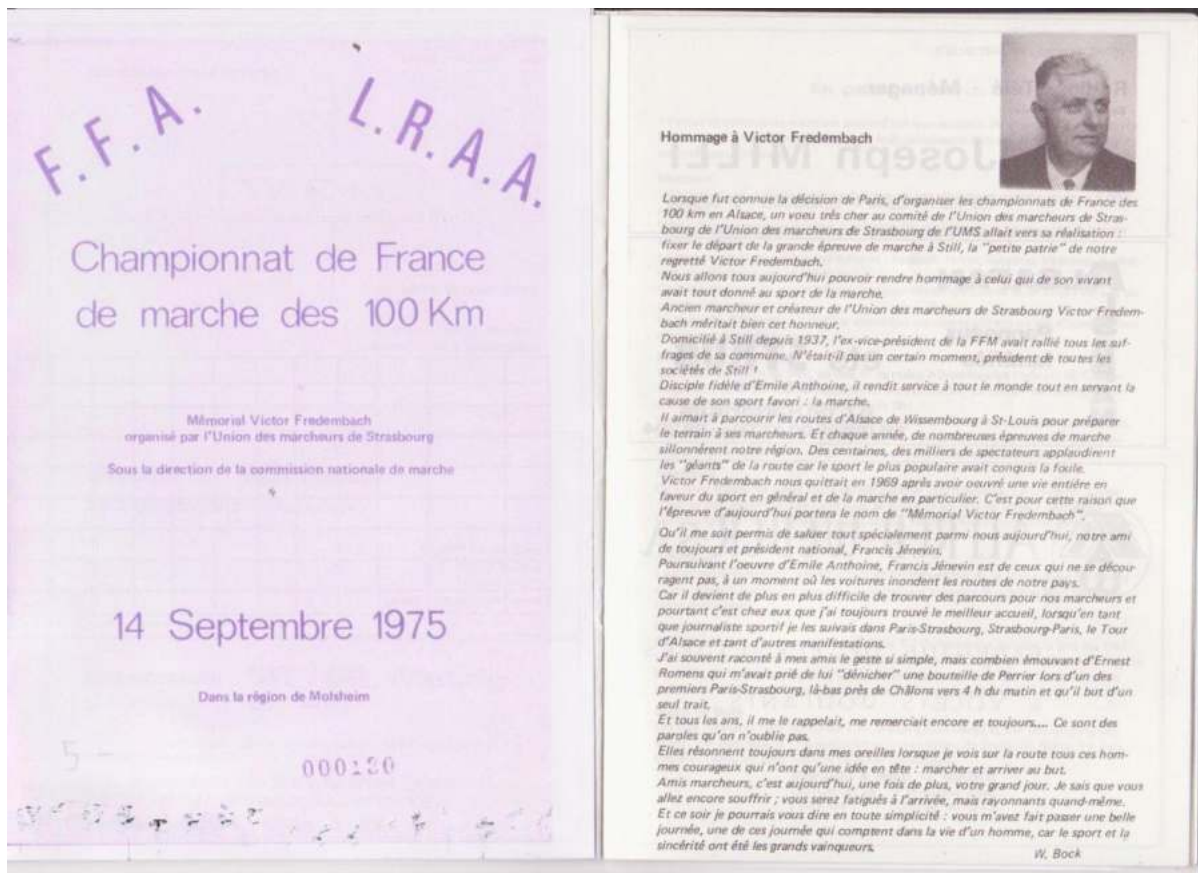 F. F. A.
L. R. A. A.
Championnat de France
de marche des 100 Km
Mémorial Victor Fredembach
organisé par l'Union des marcheurs de Strasbourg
Sous la direction de la commission nationale de marche
14 Septembre 1975
Dans la région de Molsheim
5 -
000120
Hommage à Victor Fredembach
Lorsque fut connue la décision de Paris, d'organiser les championnats de France des
100 km en Alsace, un voeu très cher au comité de l'Union des marcheurs de Stras-
bourg de l'Union des marcheurs de Strasbourg de l'UMS allait vers sa réalisation :
fixer le départ de la grande épreuve de marche à Still, la "petite patrie" de notre
regretté Victor Fredembach.
Nous allons tous aujourd'hui pouvoir rendre hommage à celui qui de son vivant
avait tout donné au sport de la marche.
Ancien marcheur et créateur de l'Union des marcheurs de Strasbourg Victor Fredem-
bach méritait bien cet honneur.
Domicilié à Still depuis 1937, l'ex-vice-président de la FFM avait rallié tous les suf-
frages de sa commune. N'était-il pas un certain moment, président de toutes les
sociétés de Still !
Disciple fidèle d'Emile Anthoine, il rendit service à tout le monde tout en servant la
cause de son sport favori : la marche.
Il aimait à parcourir les routes d'Alsace de Wissembourg à St-Louis pour préparer
le terrain à ses marcheurs. Et chaque année, de nombreuses épreuves de marche
sillonnèrent notre région. Des centaines, des milliers de spectateurs applaudirent
les "géants" de la route car le sport le plus populaire avait conquis la foule.
Victor Fredembach nous quittait en 1969 après avoir oeuvré une vie entière en
faveur du sport en général et de la marche en particulier. C'est pour cette raison que
l'épreuve d'aujourd'hui portera le nom de "Mémorial Victor Fredembach".
Qu'il me soit permis de saluer tout spécialement parmi nous aujourd'hui, notre ami
de toujours et président national, Francis Jénevin.
Poursuivant l'oeuvre d'Emile Anthoine, Francis Jénevin est de ceux qui ne se décou-
ragent pas, à un moment où les voitures inondent les routes de notre pays.
Car il devient de plus en plus difficile de trouver des parcours pour nos marcheurs et
pourtant c'est chez eux que j'ai toujours trouvé le meilleur accueil, lorsqu'en tant
que journaliste sportif je les suivais dans Paris-Strasbourg, Strasbourg-Paris, le Tour
d'Alsace et tant d'autres manifestations.
J'ai souvent raconté à mes amis le geste si simple, mais combien émouvant d'Ernest
Romens qui m'avait prié de lui "dénicher" une bouteille de Perrier lors d'un des
premiers Paris-Strasbourg, là-bas près de Châlons vers 4 h du matin et qu'il but d'un
seul trait.
Et tous les ans, il me le rappelait, me remerciait encore et toujours.... Ce sont des
paroles qu'on n'oublie pas.
Elles résonnent toujours dans mes oreilles lorsque je vois sur la route tous ces hom-
mes courageux qui n'ont qu'une idée en tête : marcher et arriver au but.
Amis marcheurs, c'est aujourd'hui, une fois de plus, votre grand jour. Je sais que vous
allez encore souffrir ; vous serez fatigués à l'arrivée, mais rayonnants quand-même.
Et ce soir je pourrais vous dire en toute simplicité : vous m'avez fait passer une belle
journée, une de ces journée qui comptent dans la vie d'un homme, car le sport et la
sincérité ont été les grands vainqueurs.
W. Bock